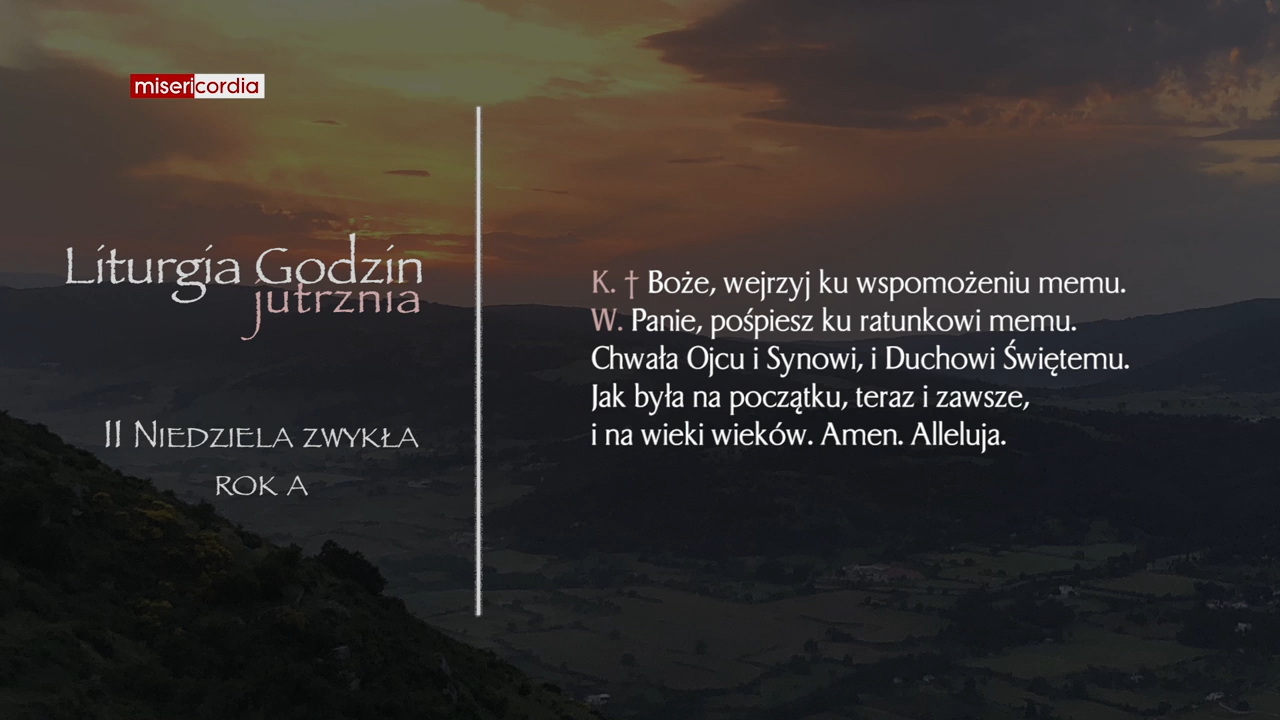 misericordia
Liturgia Godzin
jutrznia
II Niedziela zwykła
rok A
K. † Boże, wejrzyj ku wspomożeniu memu.
W. Panie, pośpiesz ku ratunkowi memu.
Chwała Ojcu i Synowi, i Duchowi Świętemu.
Jak była na początku, teraz i zawsze,
i na wieki wieków. Amen. Alleluja.